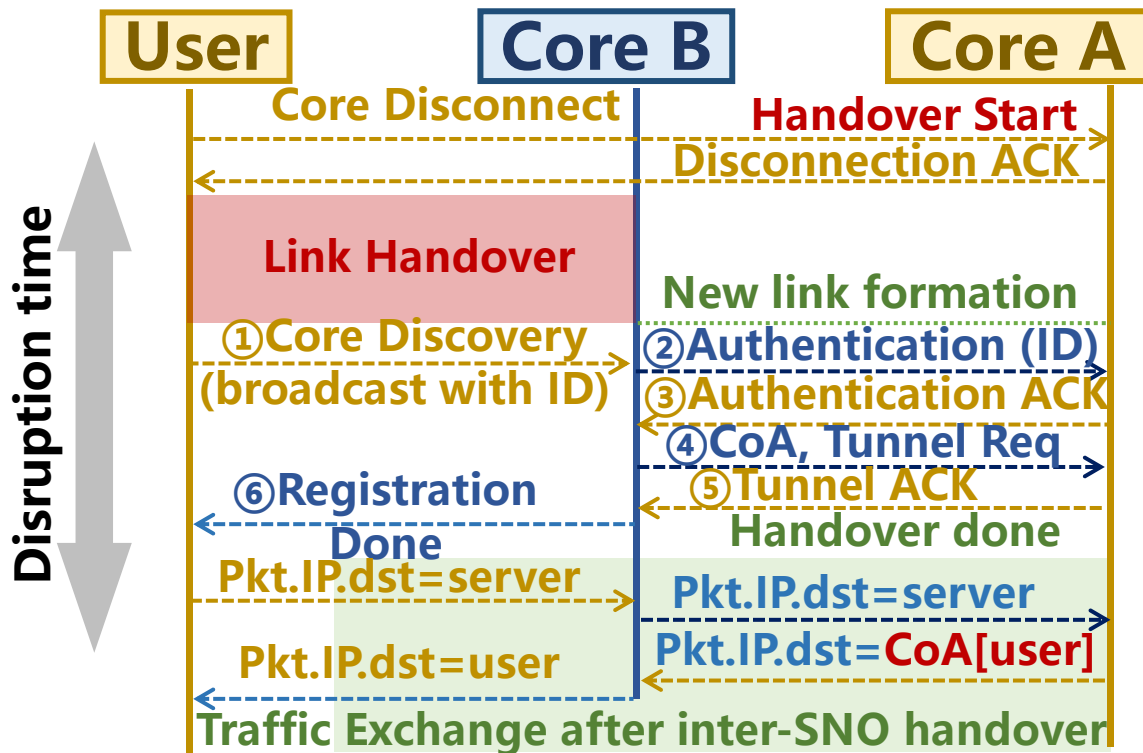 User
Core B
Core A
Core Disconnect
Handover Start
Disconnection ACK
Disruption time
Link Handover
New link formation
①Core Discovery
(broadcast with ID)
②Authentication (ID)
③Authentication ACK
④CoA, Tunnel Req
⑤Tunnel ACK
⑥Registration
Done
Handover done
Pkt.IP.dst=server
Pkt.IP.dst=server
Pkt.IP.dst=CoA[user]
Pkt.IP.dst=user
Traffic Exchange after inter-SNO handover